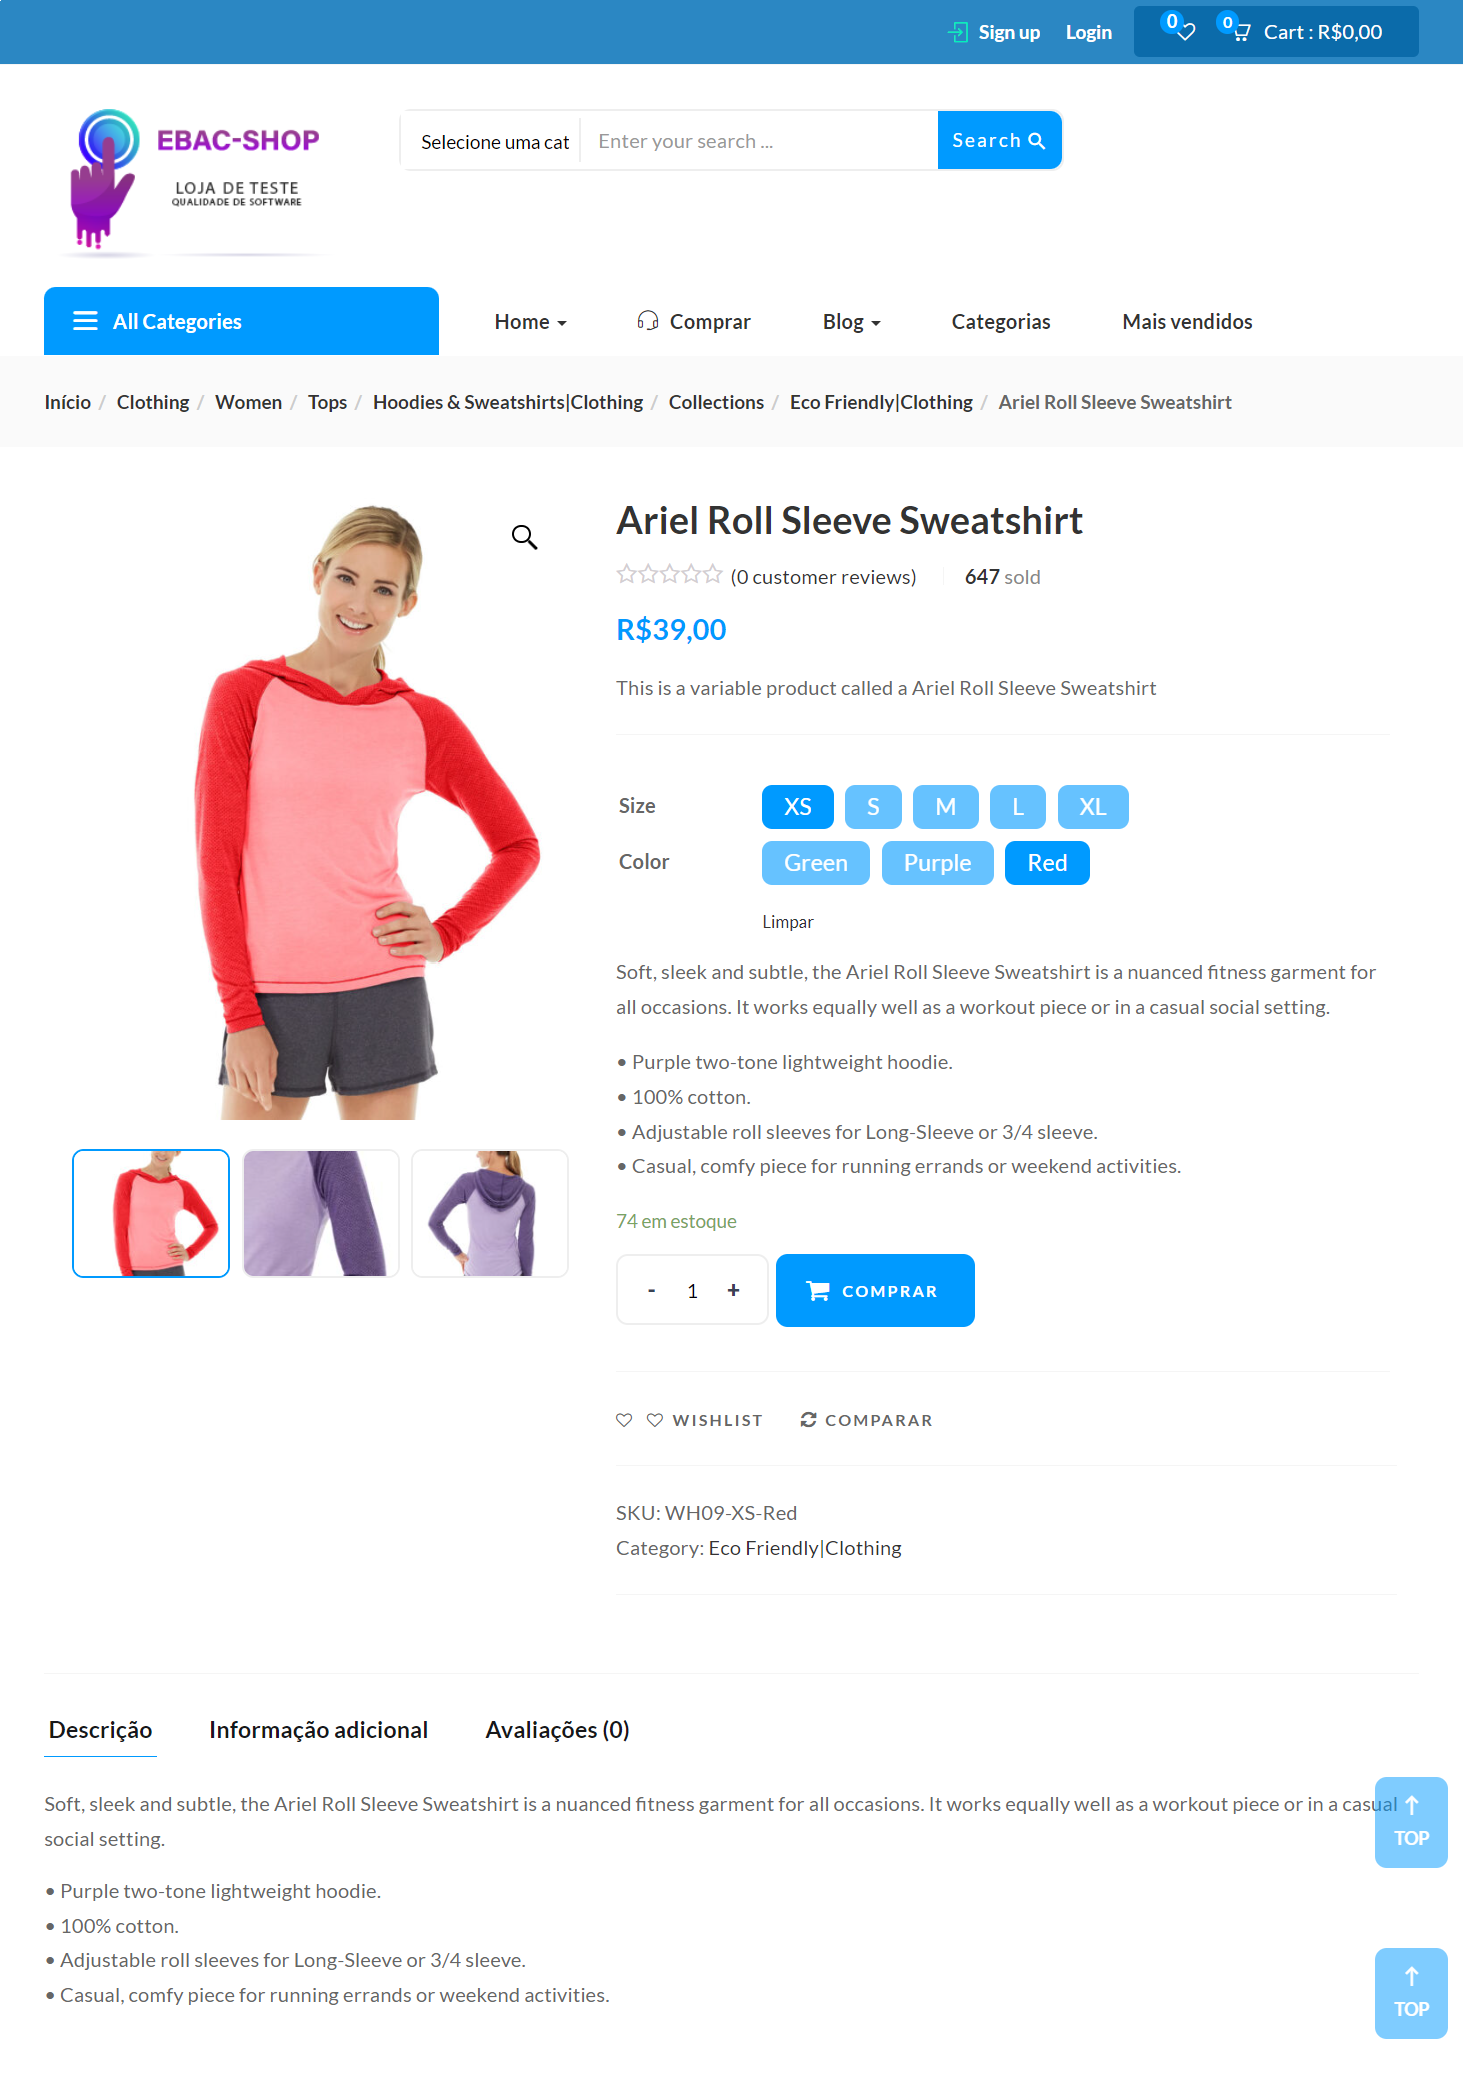 Sign up
Login
0
0
Cart : R$0,00
EBAC-SHOP
LOJA DE TESTE
QUALIDADE DE SOFTWARE
Selecione uma cat
Enter your search ...
Search
All Categories
Home
Comprar
Blog
Categorias
Mais vendidos
Início / Clothing / Women / Tops / Hoodies & Sweatshirts|Clothing / Collections / Eco Friendly|Clothing / Ariel Roll Sleeve Sweatshirt
Ariel Roll Sleeve Sweatshirt
(0 customer reviews)
647 sold
R$39,00
This is a variable product called a Ariel Roll Sleeve Sweatshirt
Size
XS
S
M
L
XL
Color
Green
Purple
Red
Limpar
Soft, sleek and subtle, the Ariel Roll Sleeve Sweatshirt is a nuanced fitness garment for
all occasions. It works equally well as a workout piece or in a casual social setting.
• Purple two-tone lightweight hoodie.
• 100% cotton.
• Adjustable roll sleeves for Long-Sleeve or 3/4 sleeve.
• Casual, comfy piece for running errands or weekend activities.
74 em estoque
- 1 +
COMPRAR
WISHLIST
COMPARAR
SKU: WH09-XS-Red
Category: Eco Friendly|Clothing
Descrição
Informação adicional
Avaliações (0)
Soft, sleek and subtle, the Ariel Roll Sleeve Sweatshirt is a nuanced fitness garment for all occasions. It works equally well as a workout piece or in a casual
social setting.
TOP
• Purple two-tone lightweight hoodie.
• 100% cotton.
• Adjustable roll sleeves for Long-Sleeve or 3/4 sleeve.
• Casual, comfy piece for running errands or weekend activities.
TOP